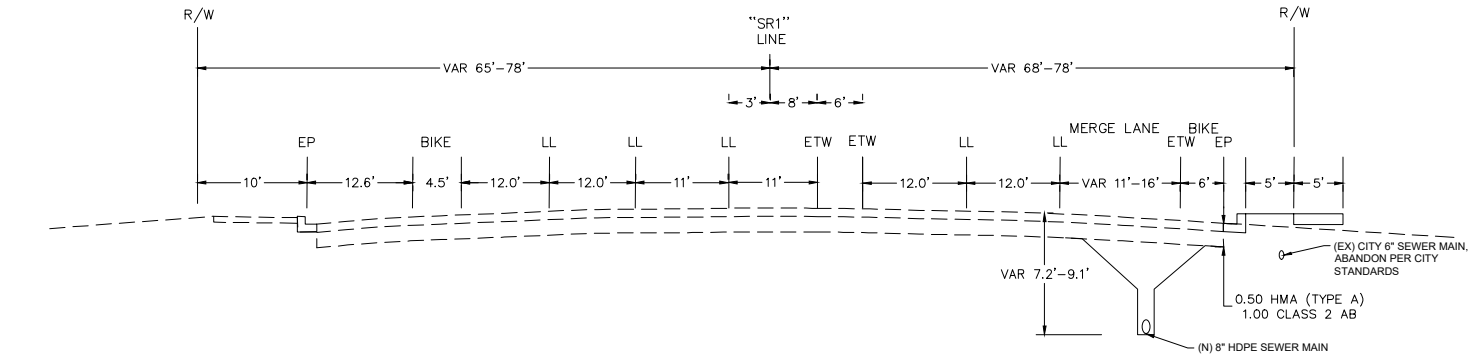 R/W
"SR1"
LINE
R/W
VAR 65'-78'
VAR 68'-78'
3'
8'
6'
EP
BIKE
LL
LL
LL
ETW
ETW
LL
LL
MERGE LANE
ETW
BIKE
EP
10'
12.6'
4.5'
12.0'
12.0'
11'
11'
12.0'
12.0'
VAR 11'-16'
6'
5'
5'
(EX) CITY 6" SEWER MAIN,
ABANDON PER CITY
STANDARDS
VAR 7.2'-9.1'
0.50 HMA (TYPE A)
1.00 CLASS 2 AB
(N) 8" HDPE SEWER MAIN